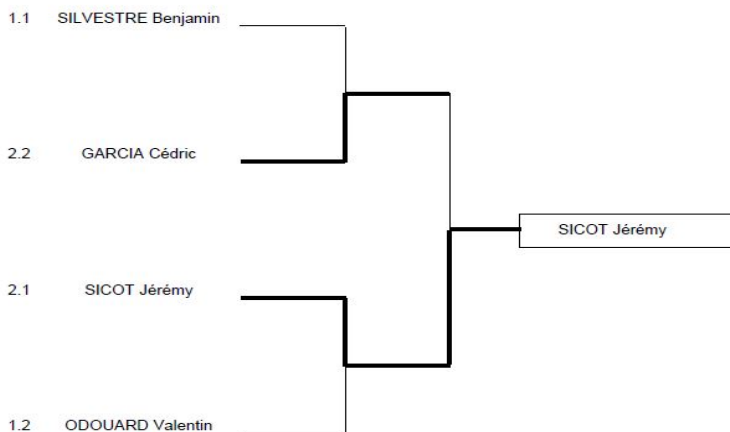 1.1 SILVESTRE Benjamin
2.2 GARCIA Cédric
SICOT Jérémy
2.1 SICOT Jérémy
1.2 ODOUARD Valentin